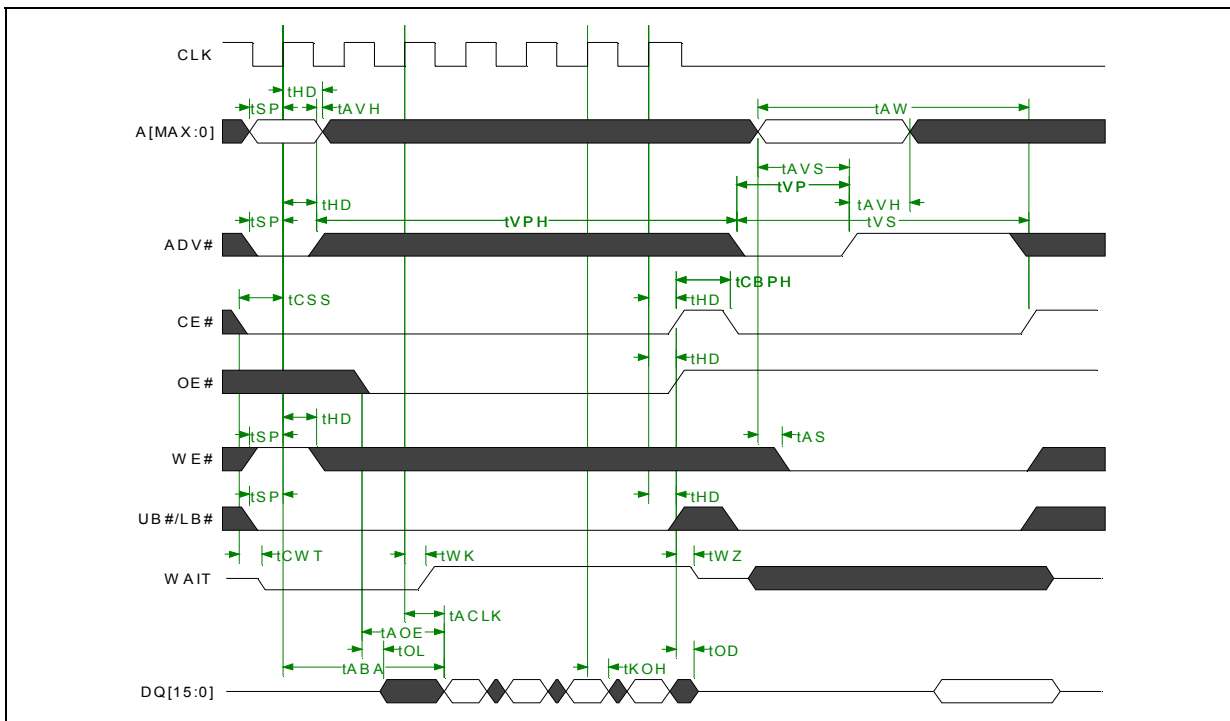 CLK
tHD
tSP
tAVH
tAW
A[MAX:0]
tAVS
tVP
tHD
tAVH
tSP
tVPH
tVS
ADV#
tCBPH
tCSS
tHD
CE#
tHD
OE#
tHD
tSP
tAS
WE#
tSP
tHD
UB#/LB#
tCWT
tWK
tWZ
WAIT
tACLK
tAOE
tOL
tOD
tABA
tKOH
DQ[15:0]